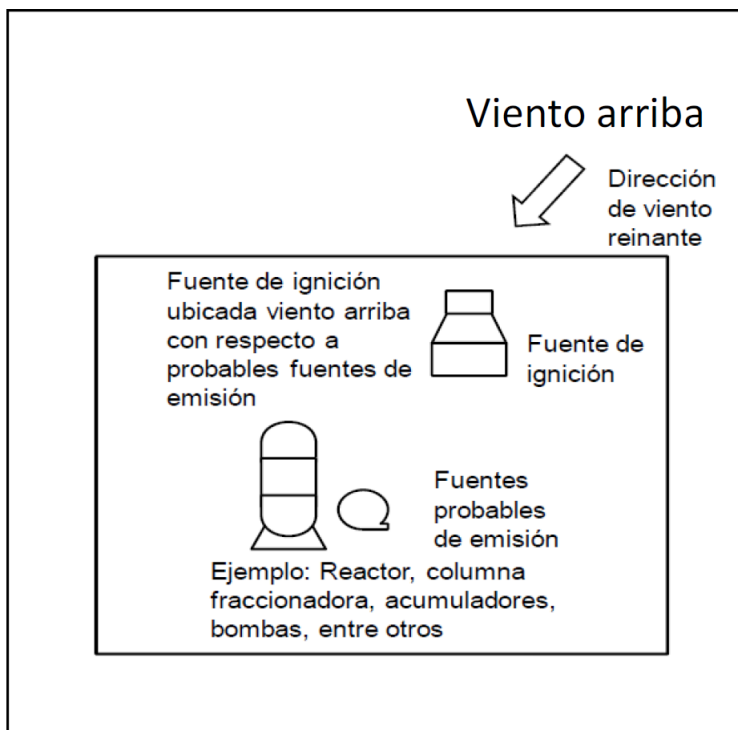 Viento arriba
Dirección
de viento
reinante
Fuente de ignición
ubicada viento arriba
con respecto a
probables fuentes de
emisión
Fuente de
ignición
Fuentes
probables
de emisión
Ejemplo: Reactor, columna
fraccionadora, acumuladores,
bombas, entre otros